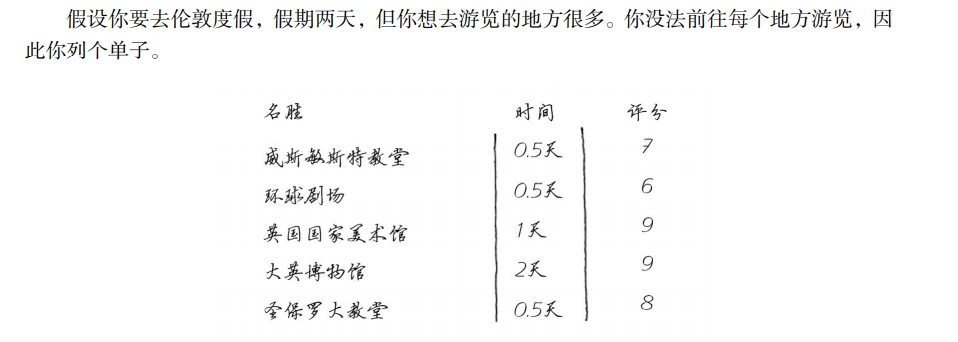 假设你要去伦敦度假，假期两天，但你想去游览的地方很多。你没法前往每个地方游览，因
此你列个单子。
名胜 时间 评分
威斯敏斯特教堂 0.5天 7
环球剧场 0.5天 6
英国国家美术馆 1天 9
大英博物馆 2天 9
圣保罗大教堂 0.5天 8